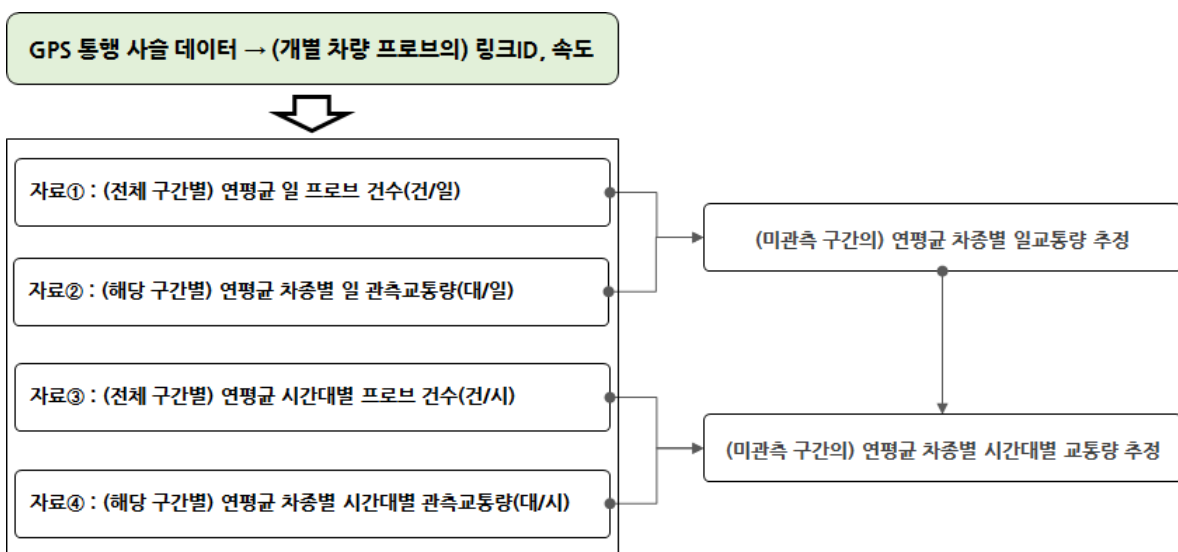 GPS 통행 사슬 데이터 → (개별 차량 프로브의) 링크ID, 속도
자료① : (전체 구간별) 연평균 일 프로브 건수(건/일)
자료② : (해당 구간별) 연평균 차종별 일 관측교통량(대/일)
(미관측 구간의) 연평균 차종별 일교통량 추정
자료③ : (전체 구간별) 연평균 시간대별 프로브 건수(건/시)
자료④ : (해당 구간별) 연평균 차종별 시간대별 관측교통량(대/시)
(미관측 구간의) 연평균 차종별 시간대별 교통량 추정